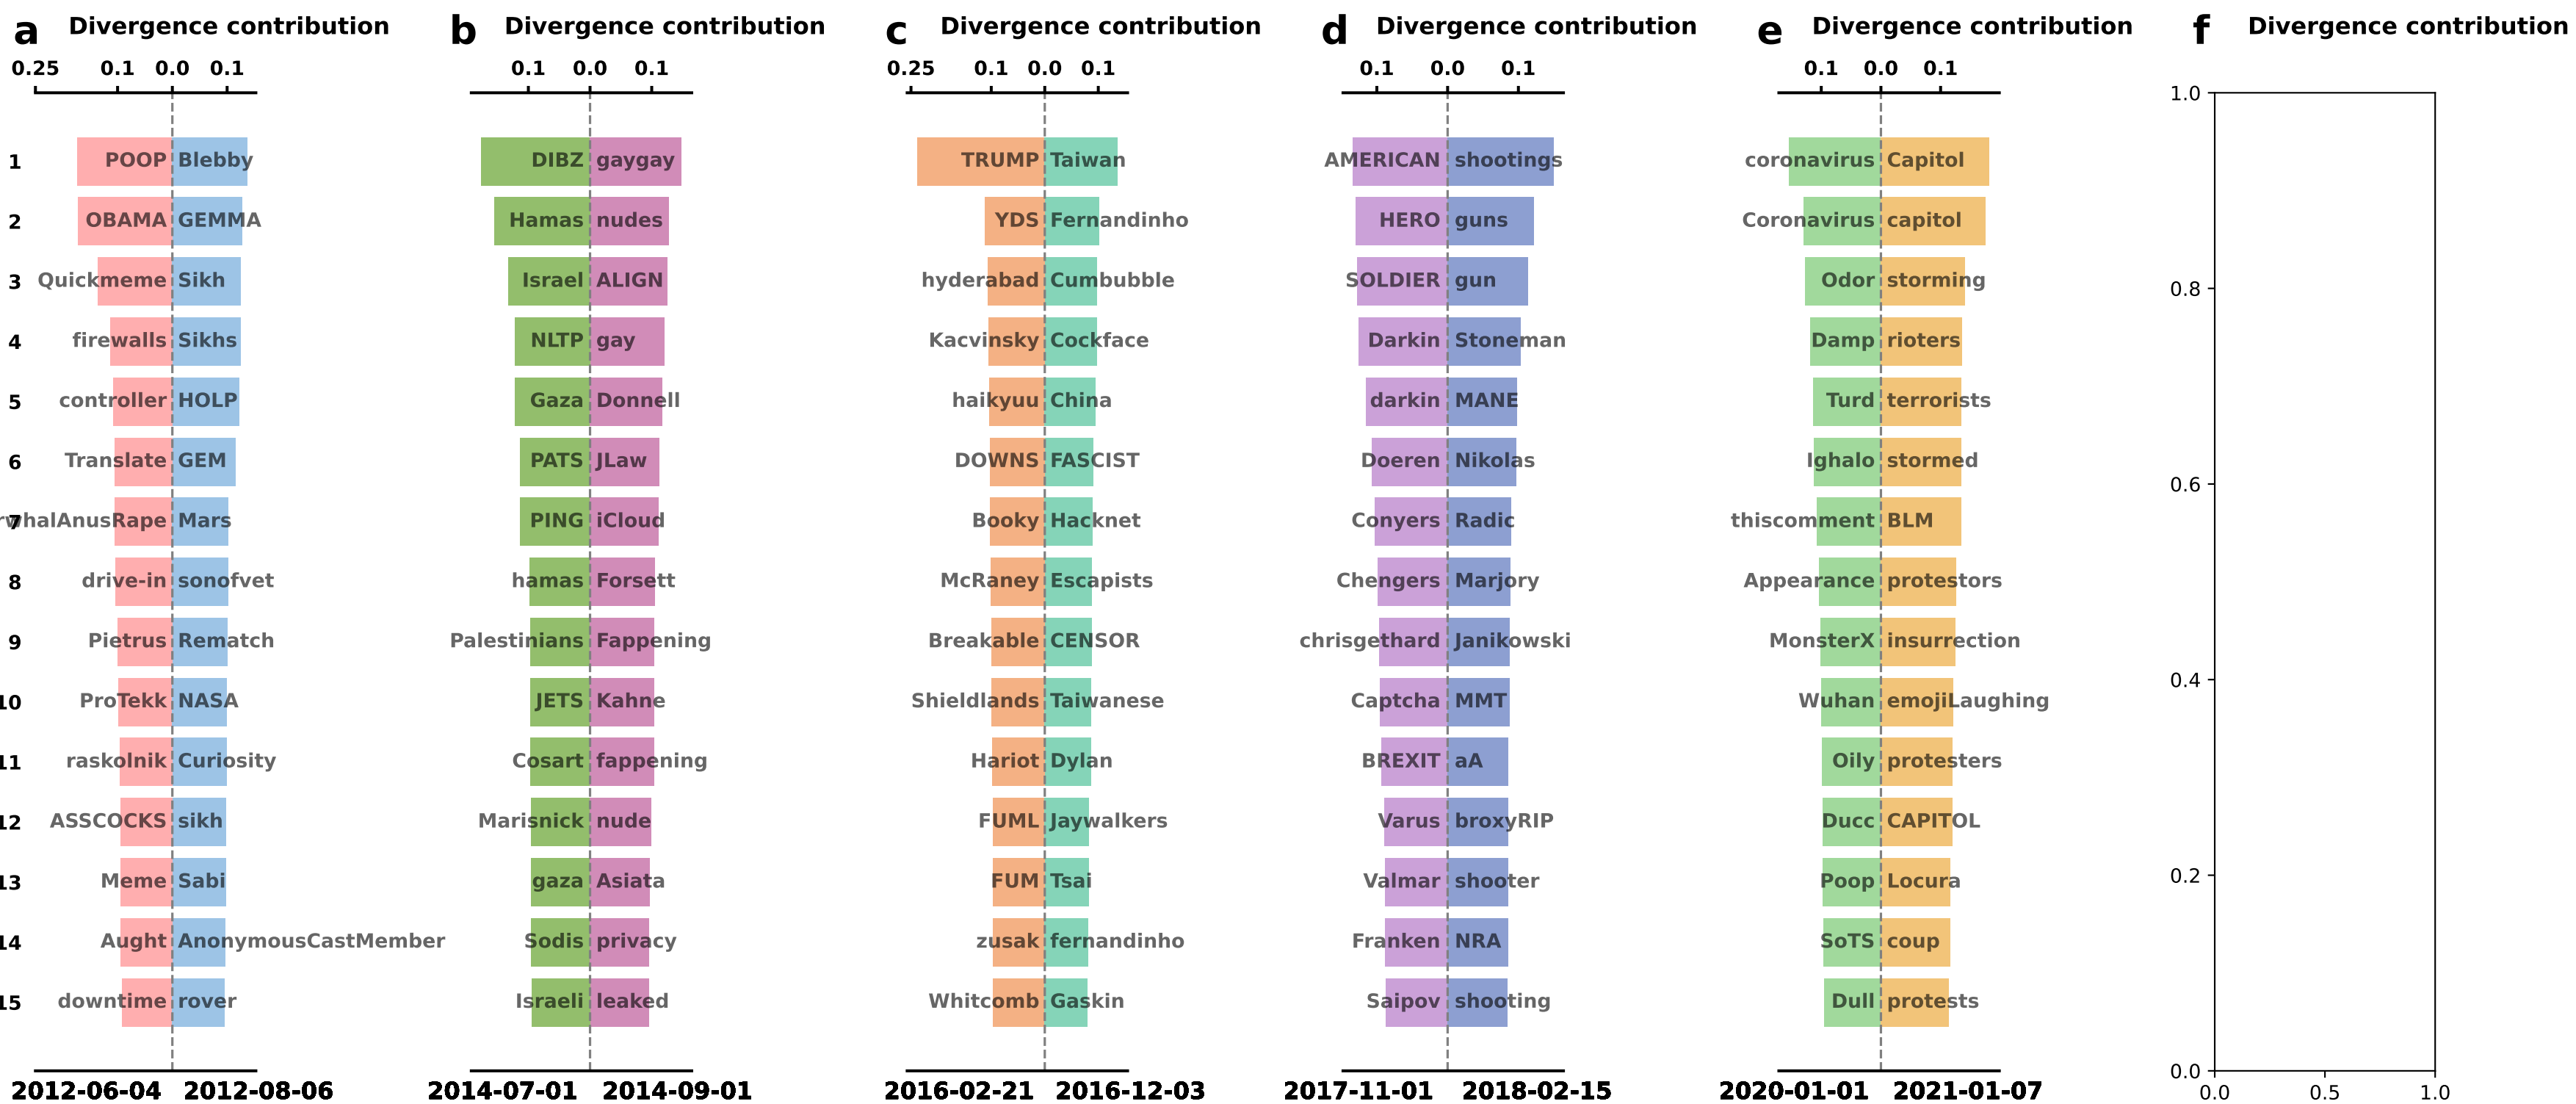 a Divergence contribution b Divergence contribution c Divergence contribution d Divergence contribution e Divergence contribution f Divergence contribution
0.25 0.1 0.0 0.1 0.1 0.0 0.1 0.25 0.1 0.0 0.1 0.1 0.0 0.1 0.1 0.0 0.1
1.0
1 POOP Blebby DIBZ gaygay TRUMP Taiwan AMERICAN shootings coronavirus Capitol
2 OBAMA GEMMA Hamas nudes YDS Fernandinho HERO guns Coronavirus capitol
3 Quickmeme Sikh Israel ALIGN hyderabad Cumbubble SOLDIER gun Odor storming
0.8
4 firewalls Sikhs NLTP gay Kacvinsky Cockface Darkin Stoneman Damp rioters
5 controller HOLP Gaza Donnell haikyuu China darkin MANE Turd terrorists
6 Translate GEM PATS JLaw DOWNS FASCIST Doeren Nikolas Ighalo stormed
0.6
7 whalAnusRape Mars PING iCloud Booky Hacknet Conyers Radic thiscomment BLM
8 drive-in sonofvet hamas Forsett McRaney Escapists Chengers Marjory Appearance protestors
9 Pietrus Rematch Palestinians Fappening Breakable CENSOR chrisgethard Janikowski MonsterX insurrection
0.4
10 ProTekk NASA JETS Kahne Shieldlands Taiwanese Captcha MMT Wuhan emojiLaughing
11 raskolnik Curiosity Cosart fappening Hariot Dylan BREXIT aA Oily protesters
12 ASSCOCKS sikh Marisnick nude FUML Jaywalkers Varus broxyRIP Ducc CAPITOL
0.2
13 Meme Sabi gaza Asiata FUM Tsai Valmar shooter Poop Locura
14 Aught AnonymousCastMember Sodis privacy zusak fernandinho Franken NRA SoTS coup
15 downtime rover Israeli leaked Whitcomb Gaskin Saipov shooting Dull protests
0.0
2012-06-04 2012-08-06 2014-07-01 2014-09-01 2016-02-21 2016-12-03 2017-11-01 2018-02-15 2020-01-01 2021-01-07 0.0 0.5 1.0